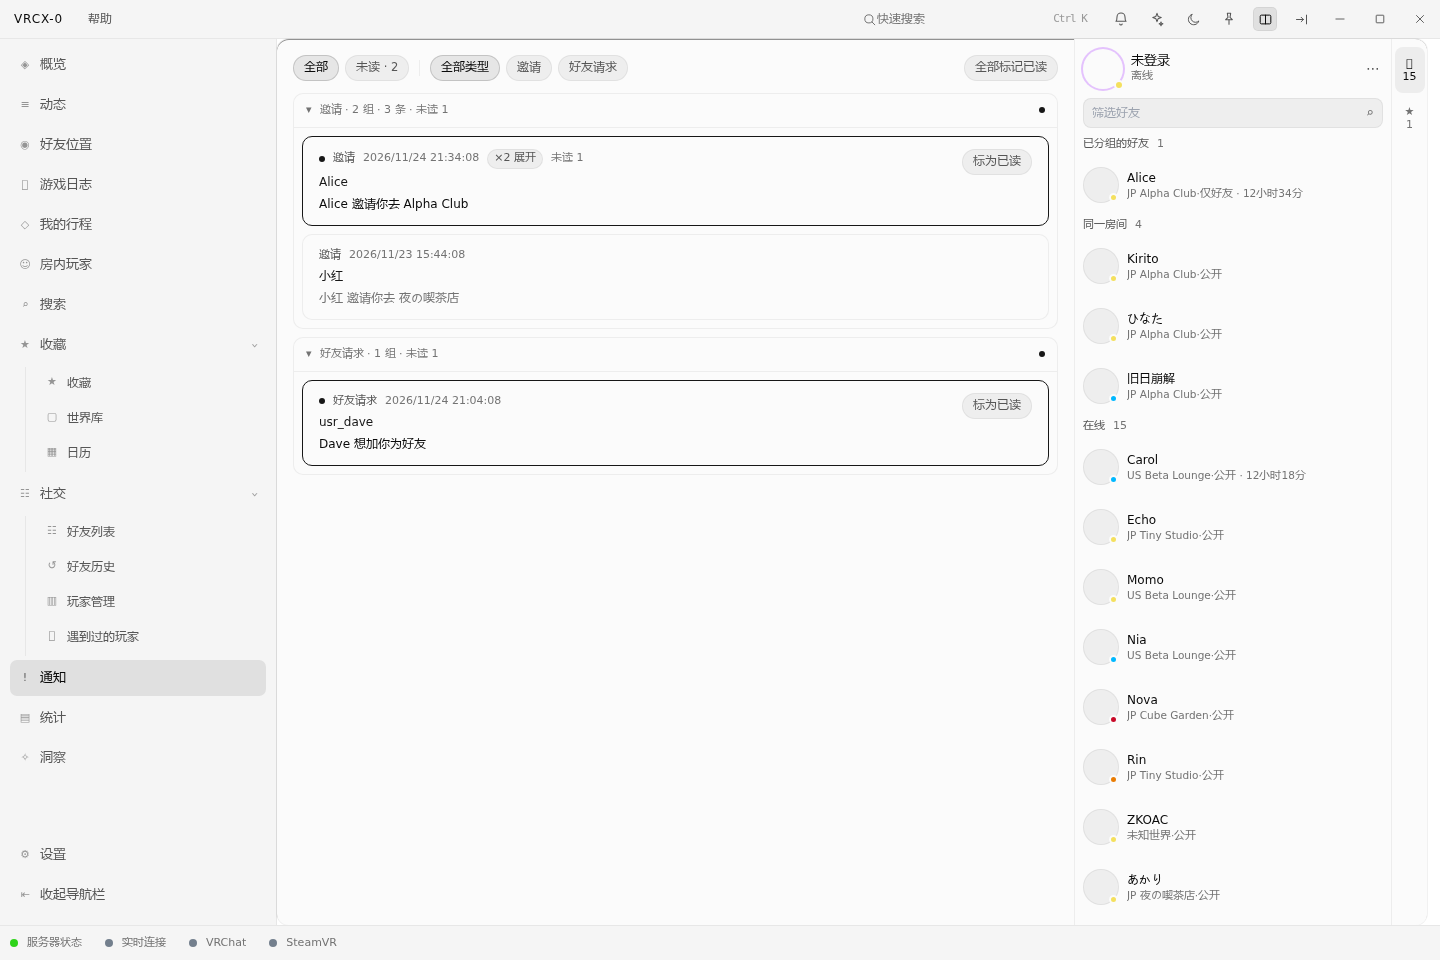 VRCX-0
帮助
快速搜索
Ctrl K
概览
动态
好友位置
游戏日志
我的行程
房内玩家
搜索
收藏
收藏
世界库
日历
社交
好友列表
好友历史
玩家管理
遇到过的玩家
通知
统计
洞察
设置
收起导航栏
全部
未读 · 2
全部类型
邀请
好友请求
全部标记已读
邀请 · 2 组 · 3 条 · 未读 1
邀请 2026/11/24 21:34:08 ×2 展开 未读 1
标为已读
Alice
Alice 邀请你去 Alpha Club
邀请 2026/11/23 15:44:08
小红
小红 邀请你去 夜の喫茶店
好友请求 · 1 组 · 未读 1
好友请求 2026/11/24 21:04:08
标为已读
usr_dave
Dave 想加你为好友
未登录
离线
筛选好友
已分组的好友 1
Alice
JP Alpha Club·仅好友 · 12小时34分
同一房间 4
Kirito
JP Alpha Club·公开
ひなた
JP Alpha Club·公开
旧日崩解
JP Alpha Club·公开
在线 15
Carol
US Beta Lounge·公开 · 12小时18分
Echo
JP Tiny Studio·公开
Momo
US Beta Lounge·公开
Nia
US Beta Lounge·公开
Nova
JP Cube Garden·公开
Rin
JP Tiny Studio·公开
ZKOAC
未知世界·公开
あかり
JP 夜の喫茶店·公开
15
1
服务器状态
实时连接
VRChat
SteamVR